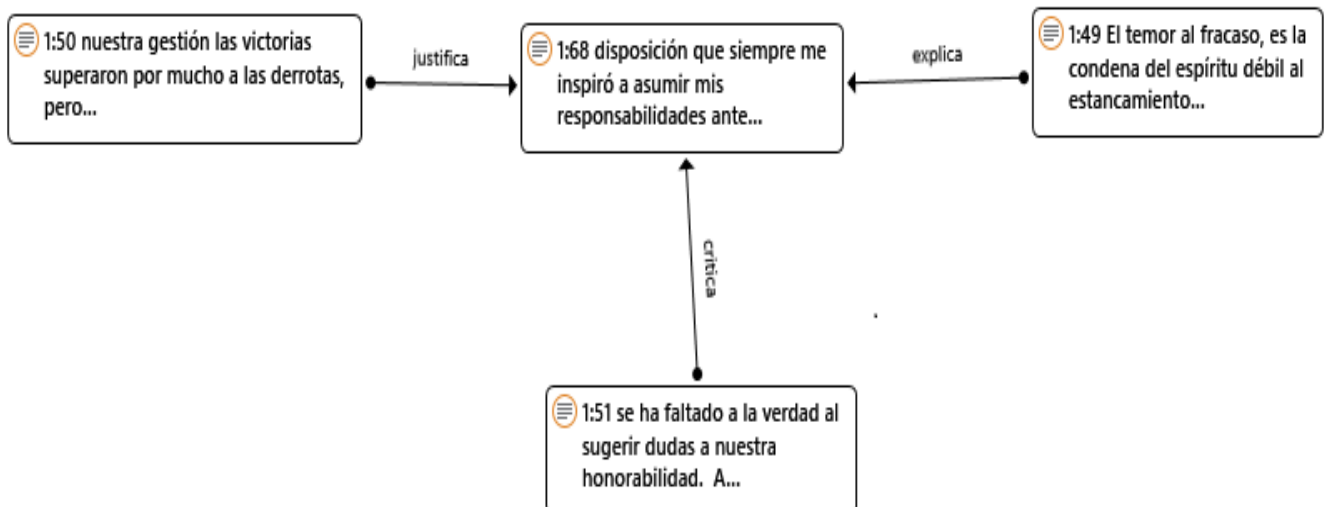 1:50 nuestra gestión las victorias
superaron por mucho a las derrotas,
pero...
justifica
1:68 disposición que siempre me
inspiró a asumir mis
responsabilidades ante...
explica
1:49 El temor al fracaso, es la
condena del espíritu débil al
estancamiento...
critica
1:51 se ha faltado a la verdad al
sugerir dudas a nuestra
honorabilidad.  A...